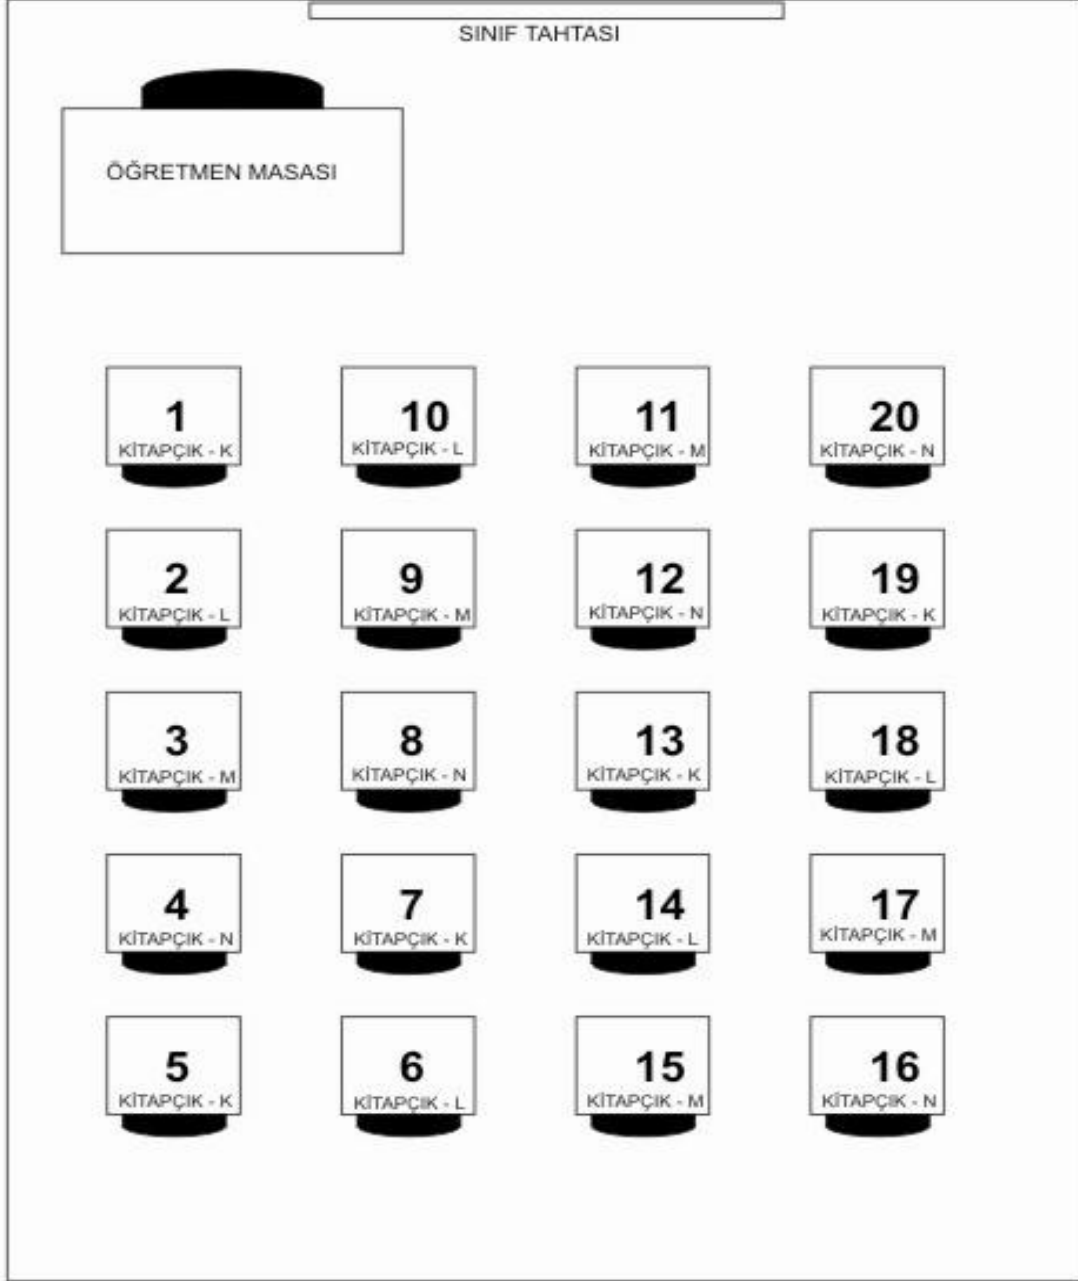 SINIF TAHTASI
ÖĞRETMEN MASASI
1
KİTAPÇIK - K
10
KİTAPÇIK - L
11
KİTAPÇIK - M
20
KİTAPÇIK - N
2
KİTAPÇIK - L
9
KİTAPÇIK - M
12
KİTAPÇIK - N
19
KİTAPÇIK - K
3
KİTAPÇIK - M
8
KİTAPÇIK - N
13
KİTAPÇIK - K
18
KİTAPÇIK - L
4
KİTAPÇIK - N
7
KİTAPÇIK - K
14
KİTAPÇIK - L
17
KİTAPÇIK - M
5
KİTAPÇIK - K
6
KİTAPÇIK - L
15
KİTAPÇIK - M
16
KİTAPÇIK - N